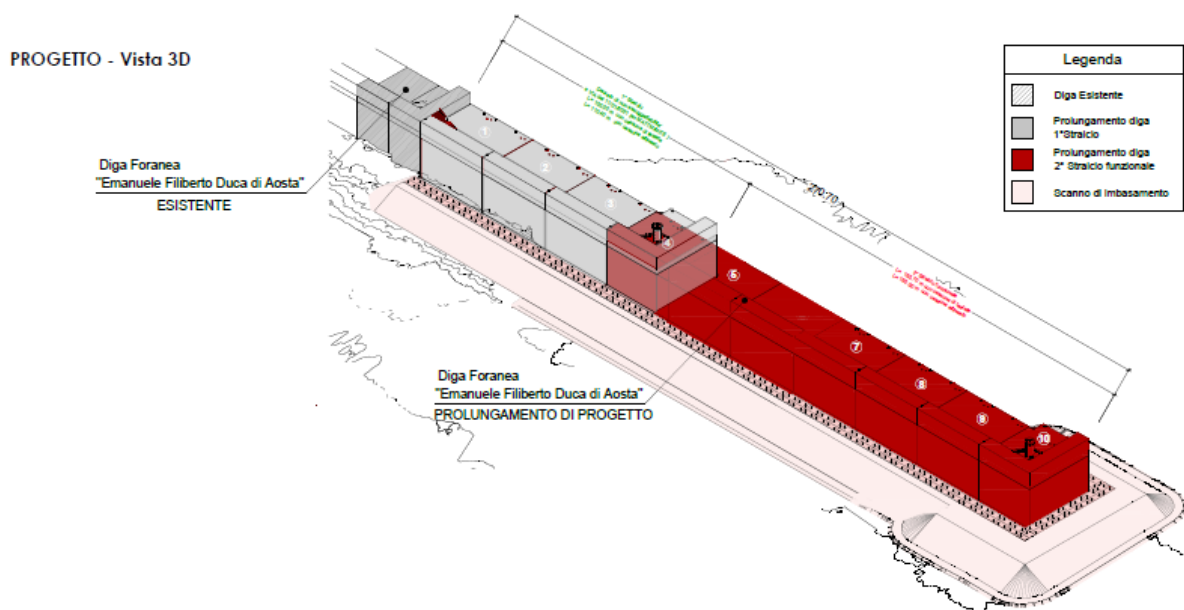 PROGETTO - Vista 3D
Legenda
Diga Esistente
Prolungamento diga
1°Stralcio
Prolungamento diga
2° Stralcio funzionale
Scanno di Imbasamento
Diga Foranea
"Emanuele Filiberto Duca di Aosta"
ESISTENTE
Diga Foranea
"Emanuele Filiberto Duca di Aosta"
PROLUNGAMENTO DI PROGETTO
1
2
3
4
6
7
8
10